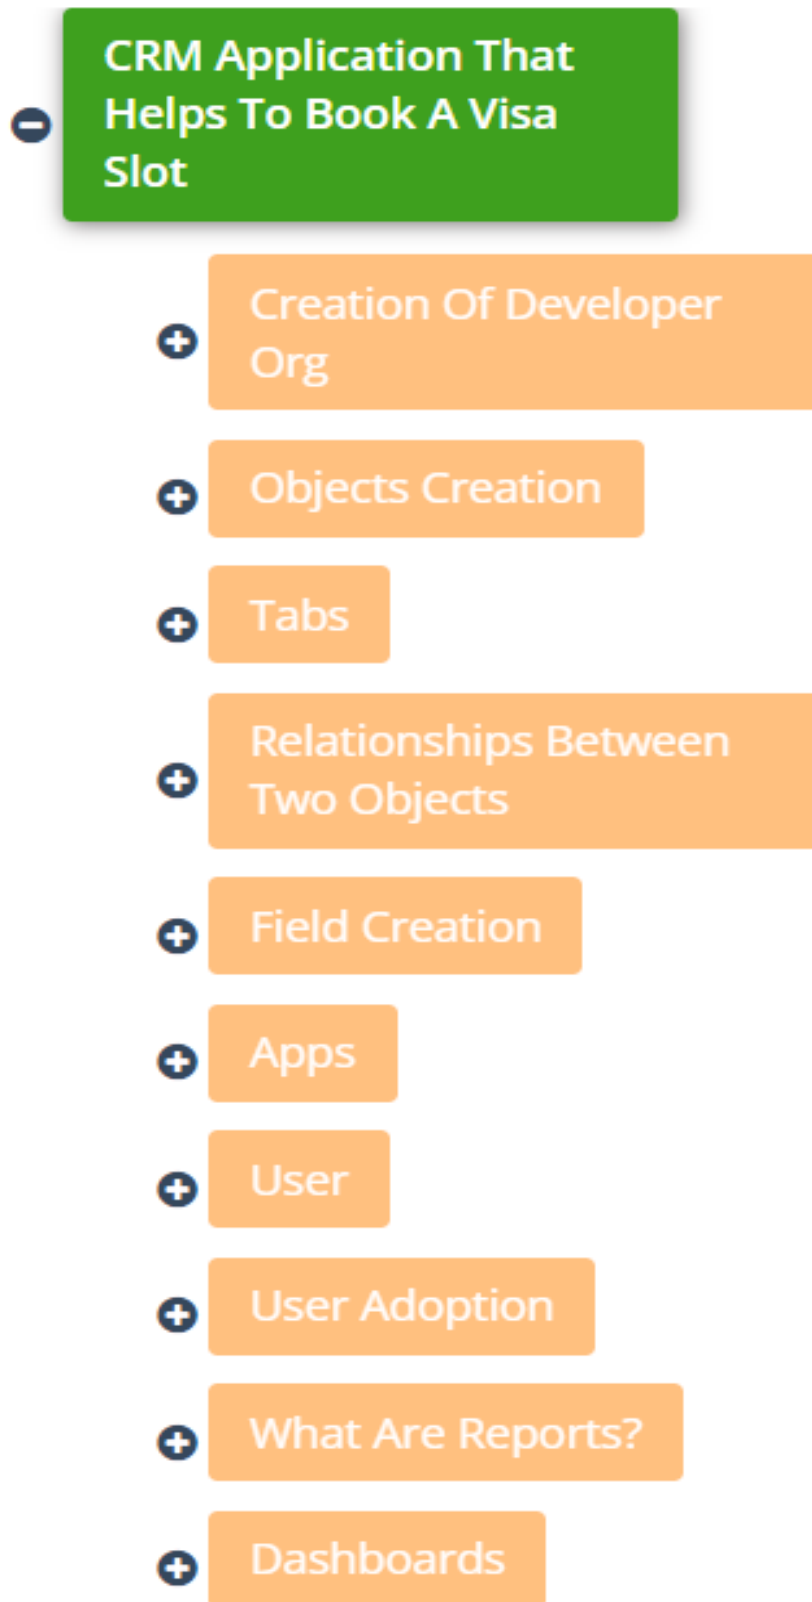 CRM Application That
Helps To Book A Visa
Slot
Creation Of Developer
Org
Objects Creation
Tabs
Relationships Between
Two Objects
Field Creation
Apps
User
User Adoption
What Are Reports?
Dashboards